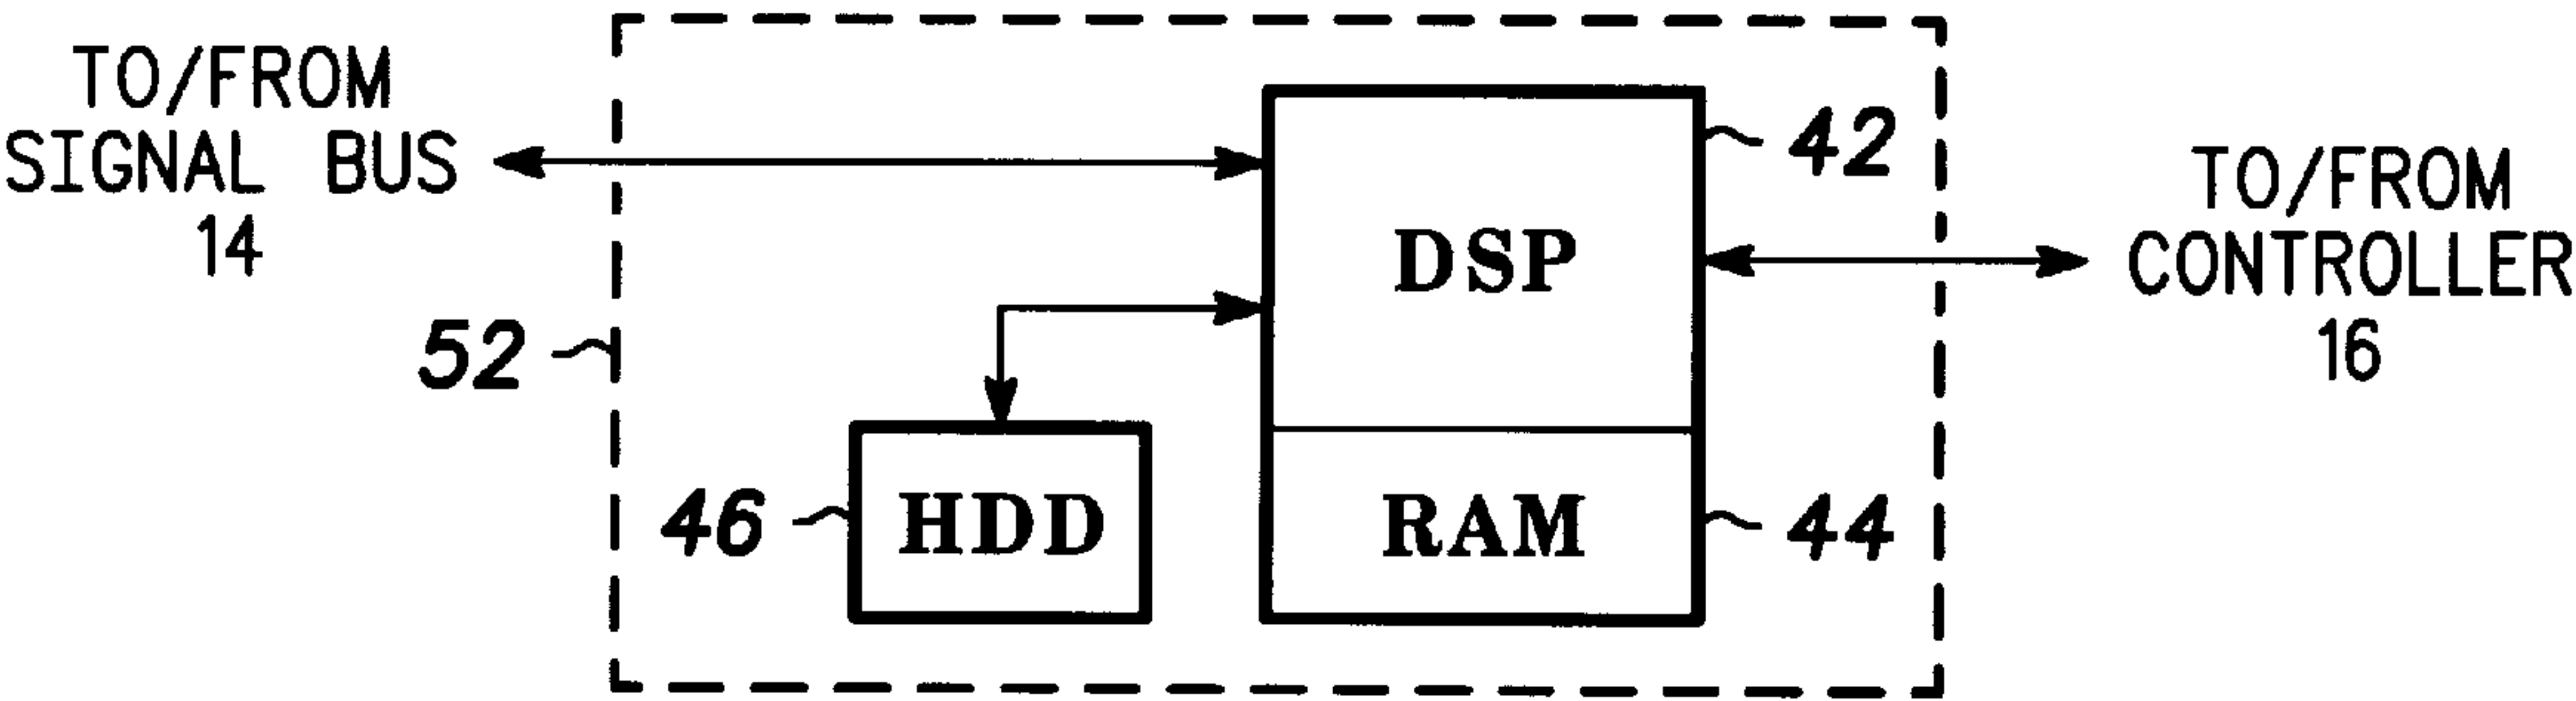 TO/FROM
SIGNAL BUS
14
52
42
DSP
TO/FROM
CONTROLLER
16
46
HDD
RAM
44